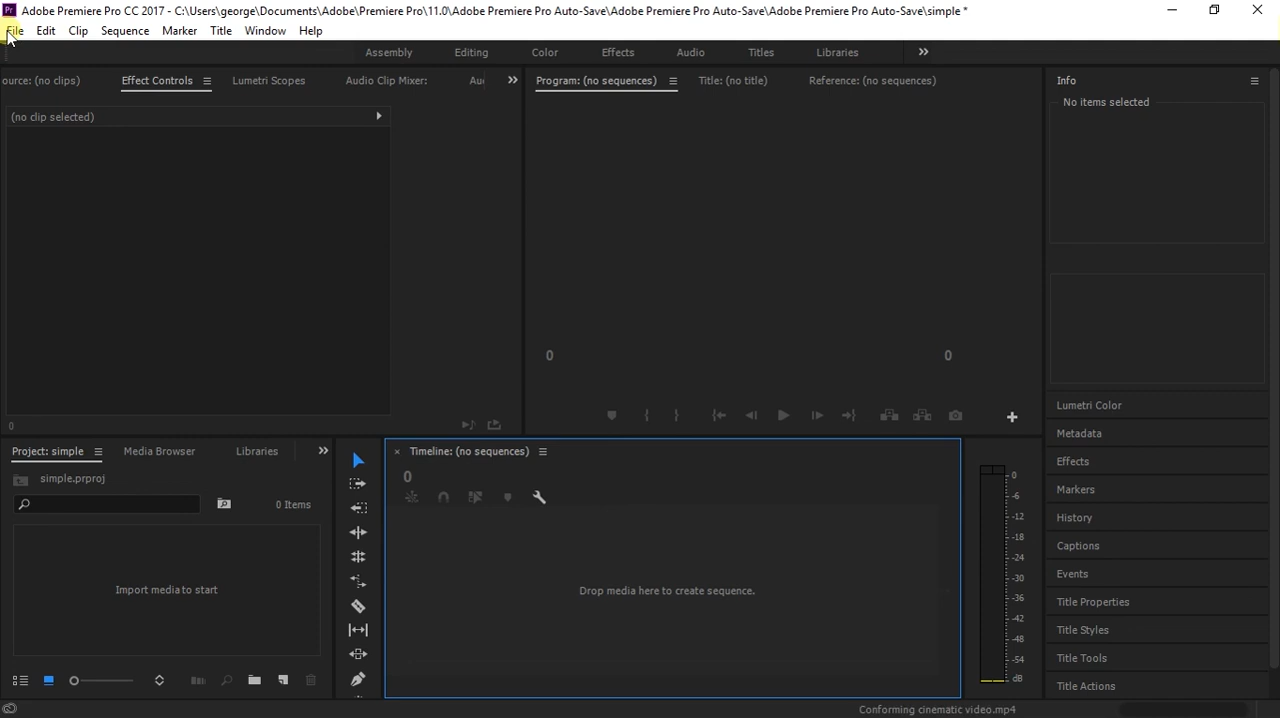 Adobe Premiere Pro CC 2017 - C:\Users\george\Documents\Adobe\Premiere Pro\11.0\Adobe Premiere Pro Auto-Save\Adobe Premiere Pro Auto-Save\Adobe Premiere Pro Auto-Save\simple *
File Edit Clip Sequence Marker Title Window Help
Assembly Editing Color Effects Audio Titles Libraries
ource: (no clips) Effect Controls Lumetri Scopes Audio Clip Mixer: Au
Program: (no sequences) Title: (no title) Reference: (no sequences)
Info
No items selected
(no clip selected)
0 0
0
Lumetri Color
Metadata
Effects
Markers
History
Captions
Events
Title Properties
Title Styles
Title Tools
Title Actions
Project: simple Media Browser Libraries
simple.prproj
0 Items
Import media to start
Timeline: (no sequences)
0
Drop media here to create sequence.
0
-6
-12
-18
-24
-30
-36
-42
-48
-54
dB
Conforming cinematic video.mp4